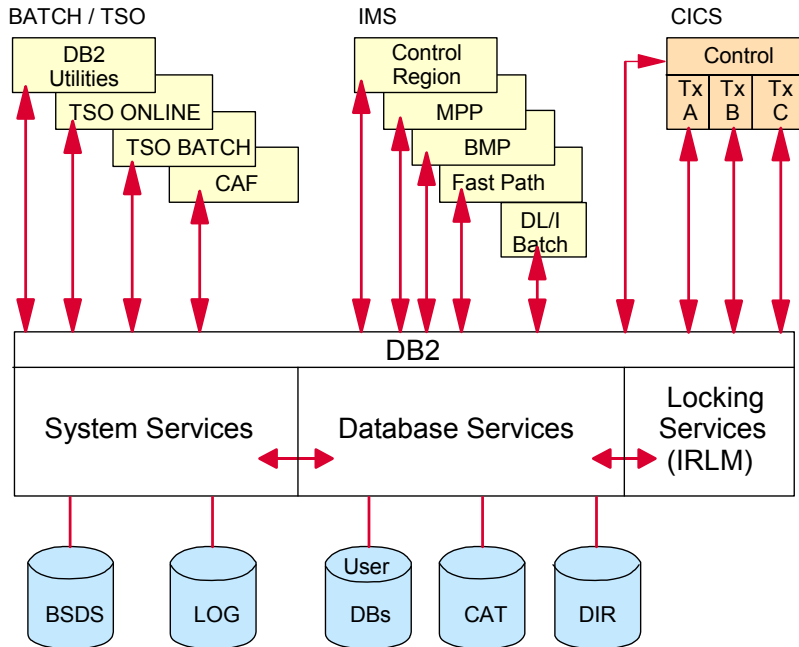 BATCH / TSO
IMS
CICS
DB2
Utilities
TSO ONLINE
TSO BATCH
CAF
Control
Region
MPP
BMP
Fast Path
DL/I
Batch
Control
Tx
A
Tx
B
Tx
C
DB2
System Services
Database Services
Locking
Services
(IRLM)
BSDS
LOG
User
DBs
CAT
DIR